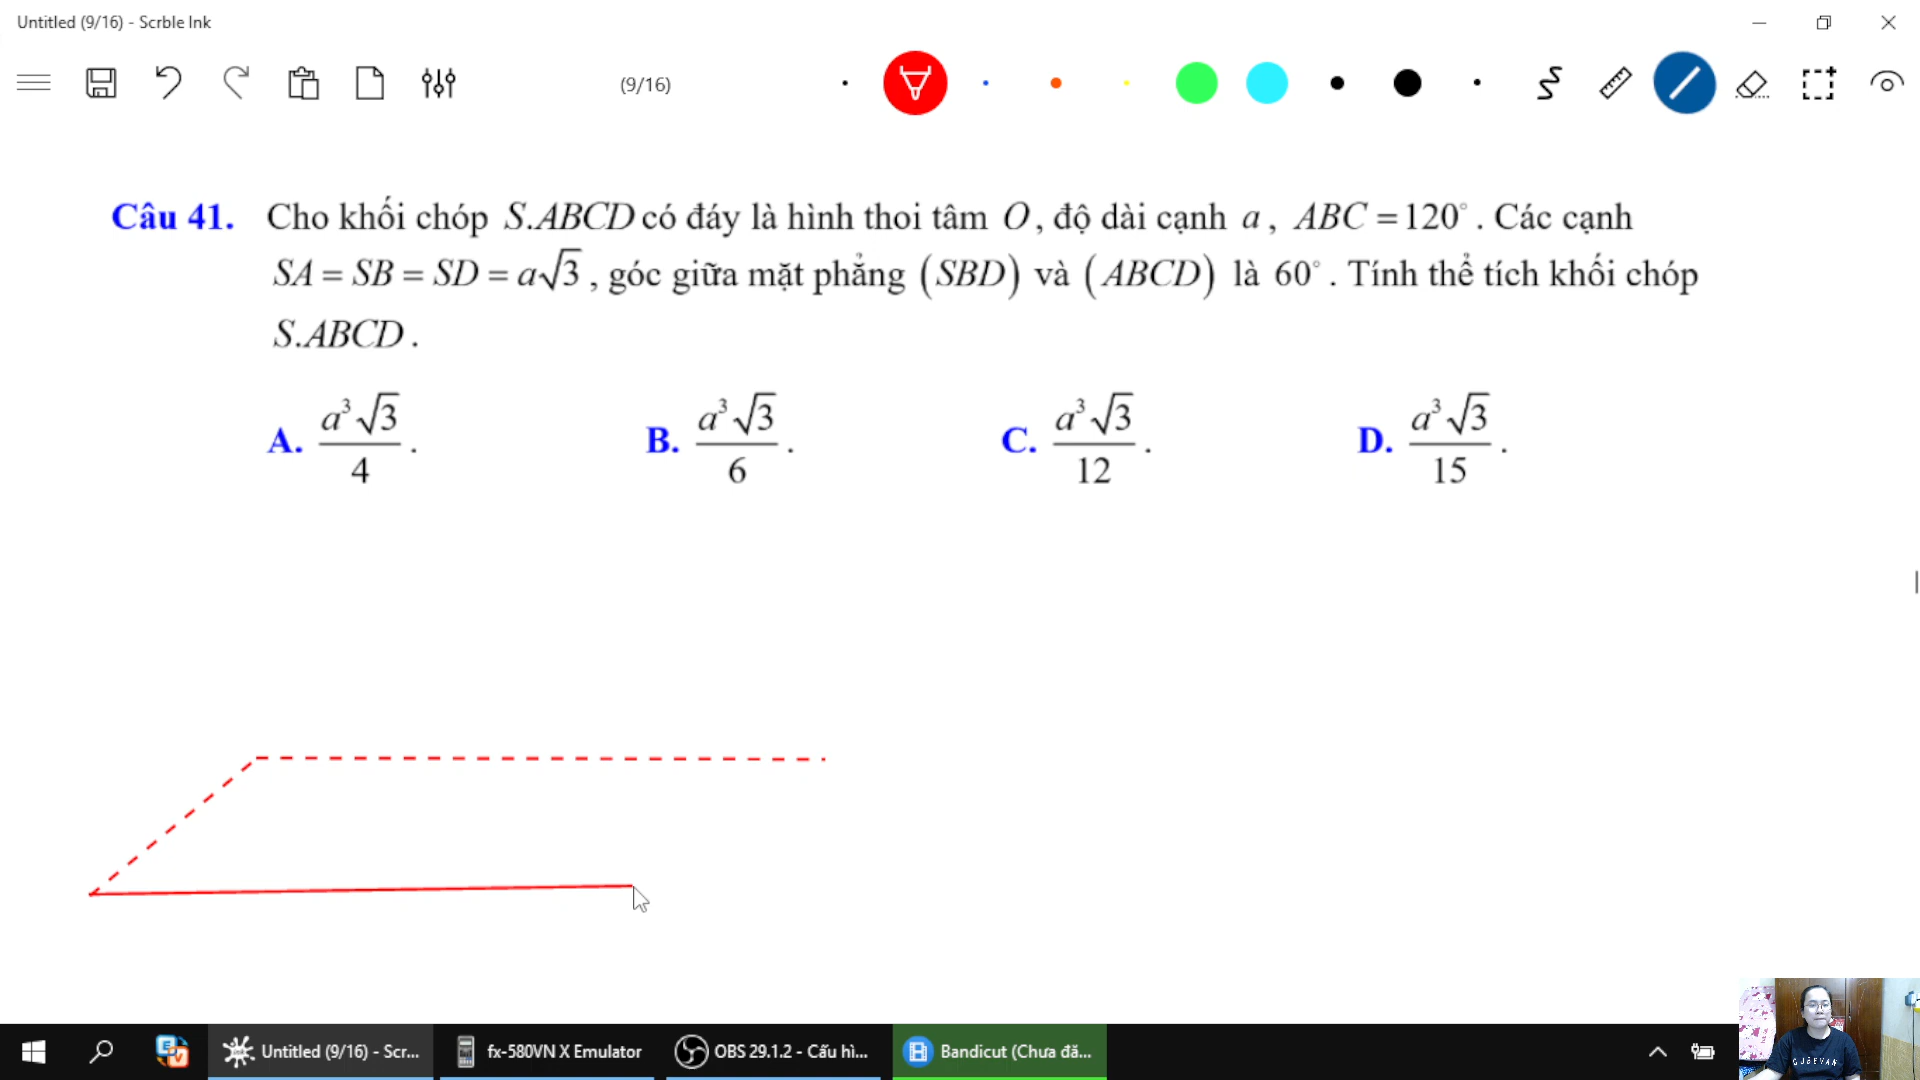 Untitled (9/16) - Scrble Ink
(9/16)
Câu 41. Cho khối chóp S.ABCD có đáy là hình thoi tâm O, độ dài cạnh a, ABC = 120°. Các cạnh
SA = SB = SD = a√3, góc giữa mặt phẳng (SBD) và (ABCD) là 60°. Tính thể tích khối chóp
S.ABCD.
A. a³√3/4. B. a³√3/6. C. a³√3/12. D. a³√3/15.
Untitled (9/16) - Scr... fx-580VN X Emulator OBS 29.1.2 - Cấu hì... Bandicut (Chưa đă...